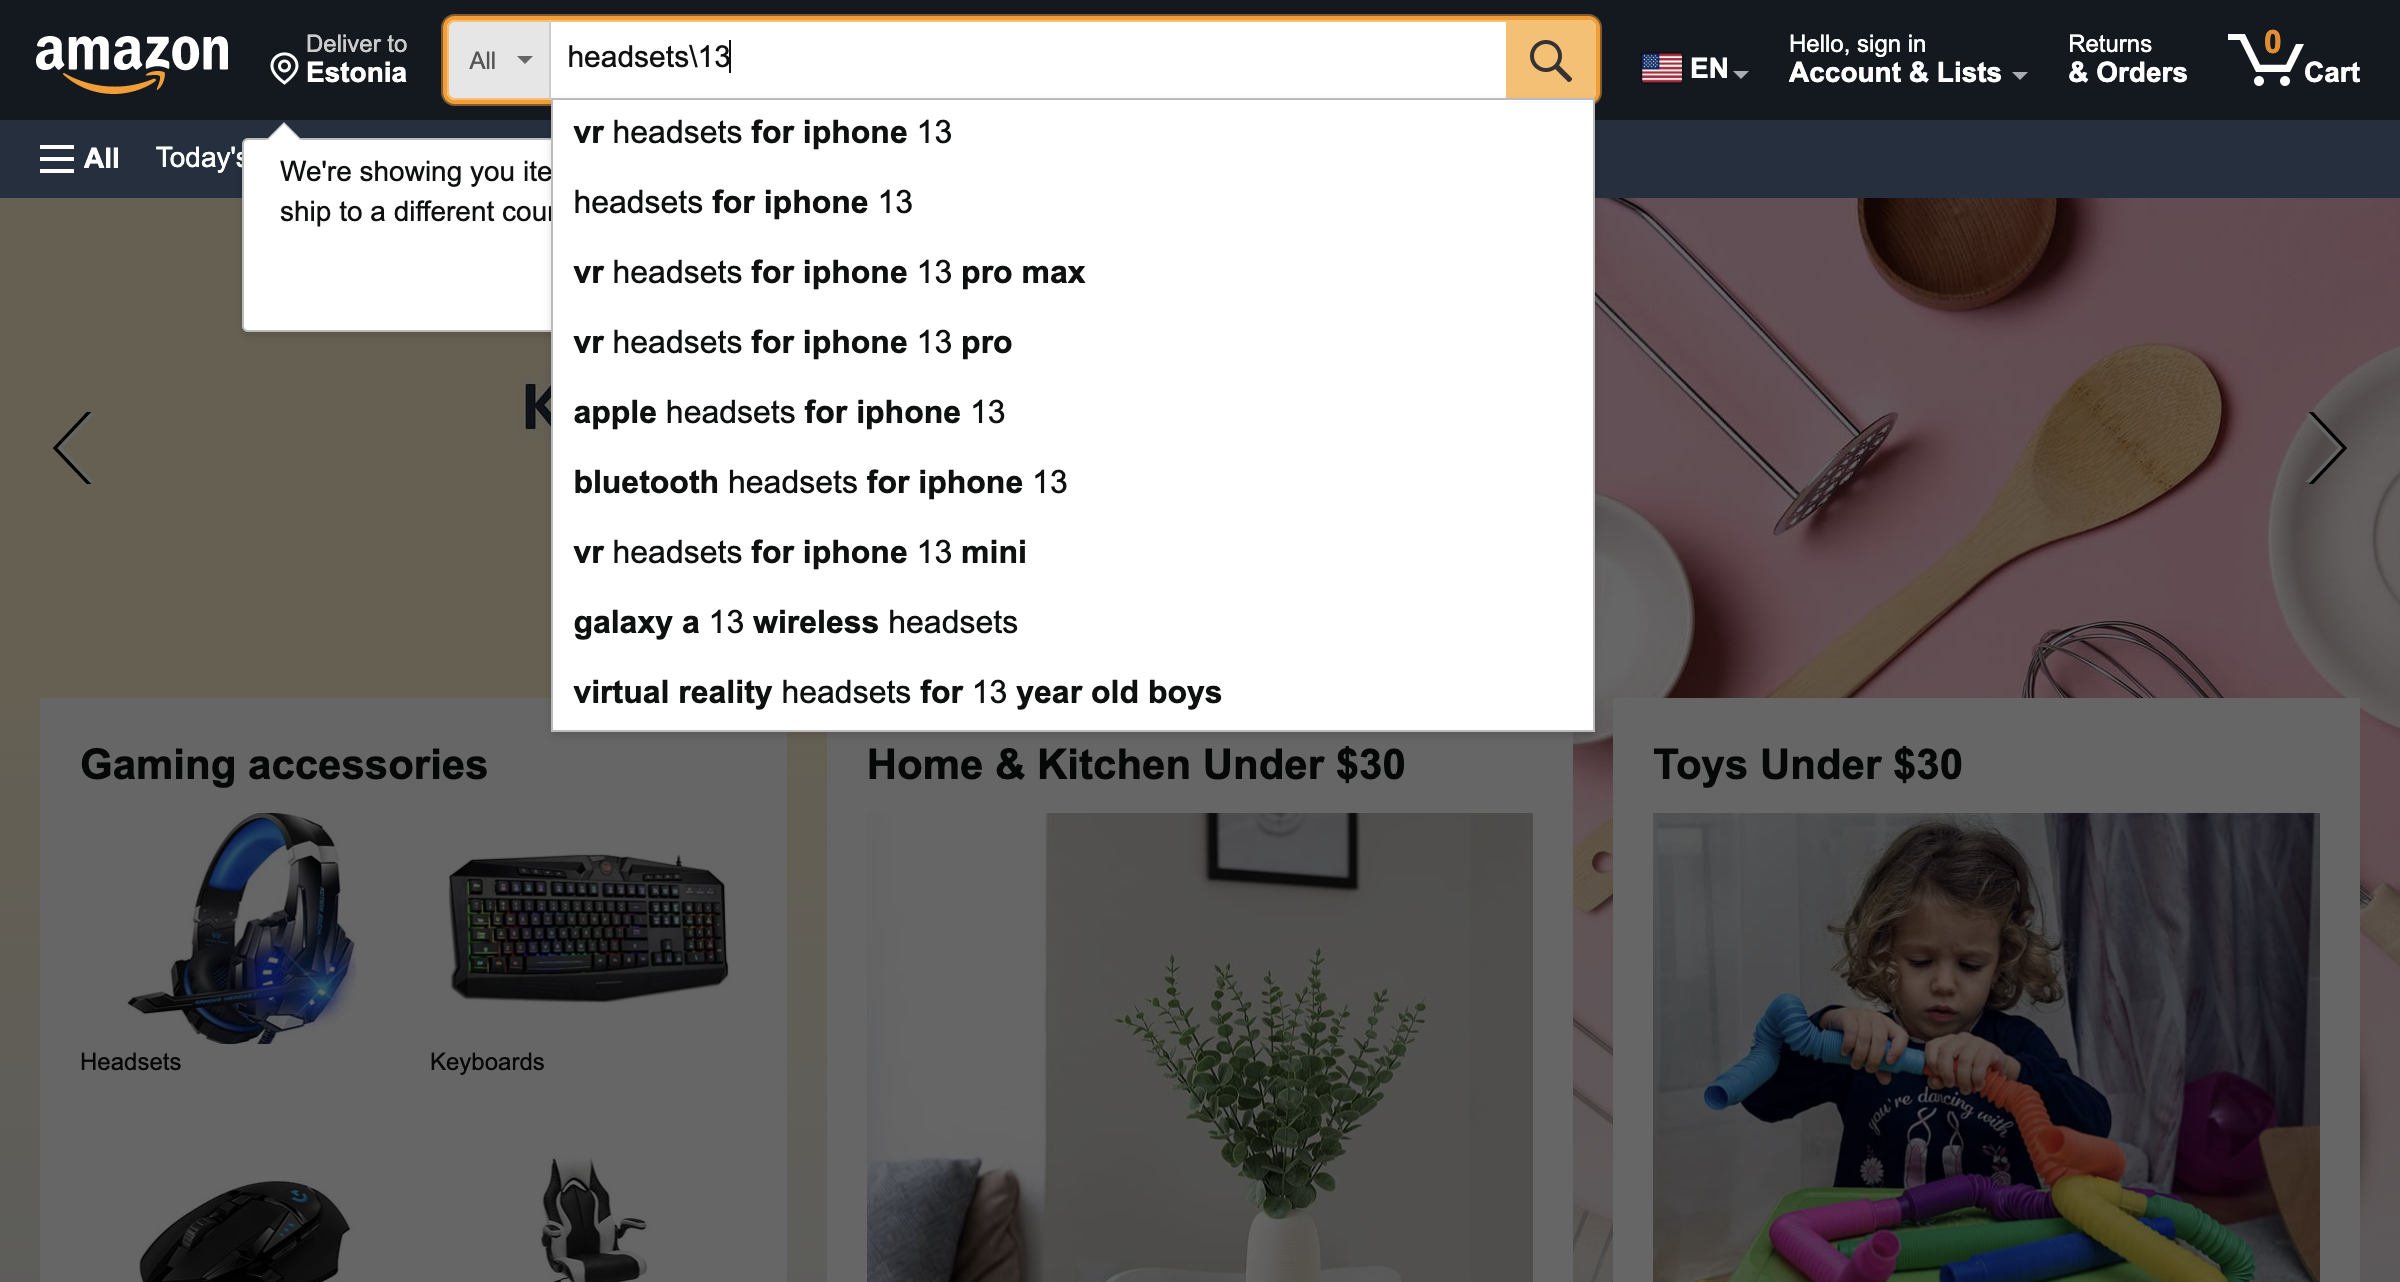 amazon
Deliver to
Estonia
All
headsets\13
EN
Hello, sign in
Account & Lists
Returns
& Orders
0
Cart
All
Today's
We're showing you ite
ship to a different cour
vr headsets for iphone 13
headsets for iphone 13
vr headsets for iphone 13 pro max
vr headsets for iphone 13 pro
apple headsets for iphone 13
bluetooth headsets for iphone 13
vr headsets for iphone 13 mini
galaxy a 13 wireless headsets
virtual reality headsets for 13 year old boys
K
Gaming accessories
Headsets
Keyboards
Home & Kitchen Under $30
Toys Under $30
you're dancing with